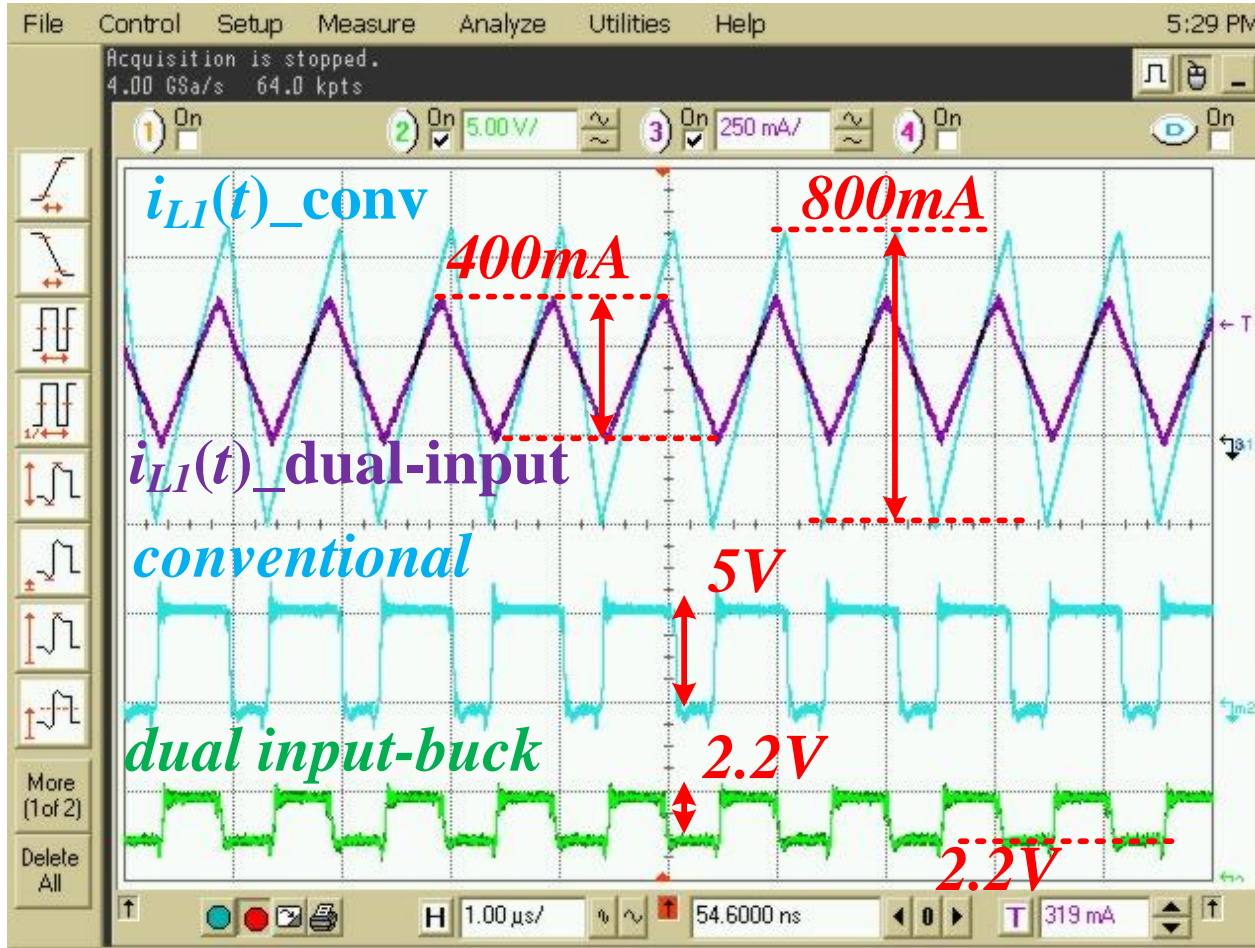 File Control Setup Measure Analyze Utilities Help 5:29 PM
Acquisition is stopped.
4.00 GSa/s 64.0 kpts
1 On 2 On 5.00 V/ 3 On 250 mA/ 4 On D On
iL1(t)_conv
800mA
400mA
T
iL1(t)_dual-input
conventional
5V
dual input-buck
2.2V
2.2V
More
(1of 2)
Delete
All
H 1.00 µs/ 54.6000 ns 0 T 319 mA